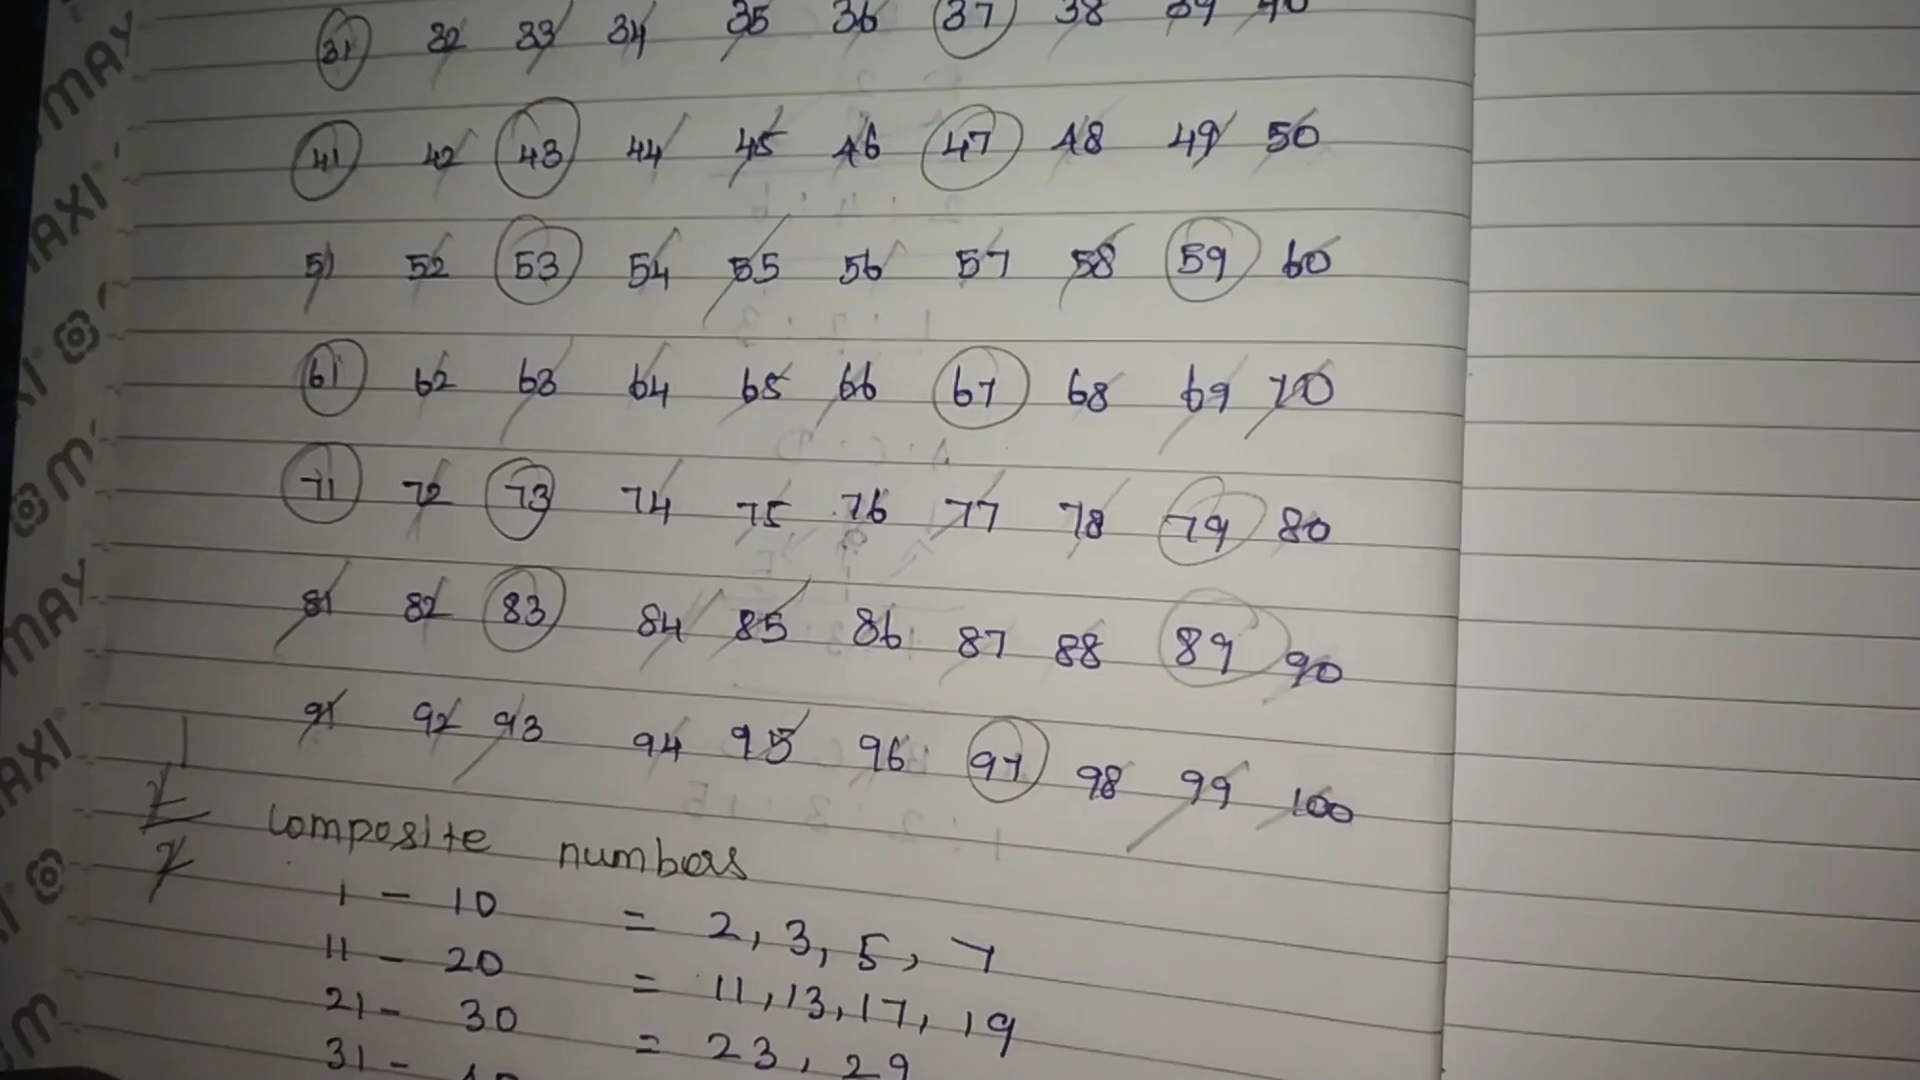 31 32 33 34 35 36 37 38 39 40
41 42 43 44 45 46 47 48 49 50
51 52 53 54 55 56 57 58 59 60
61 62 63 64 65 66 67 68 69 70
71 72 73 74 75 76 77 78 79 80
81 82 83 84 85 86 87 88 89 90
91 92 93 94 95 96 97 98 99 100
composite numbers
1 - 10 = 2, 3, 5, 7
11 - 20 = 11, 13, 17, 19
21 - 30 = 23, 29
31 -
MAXI